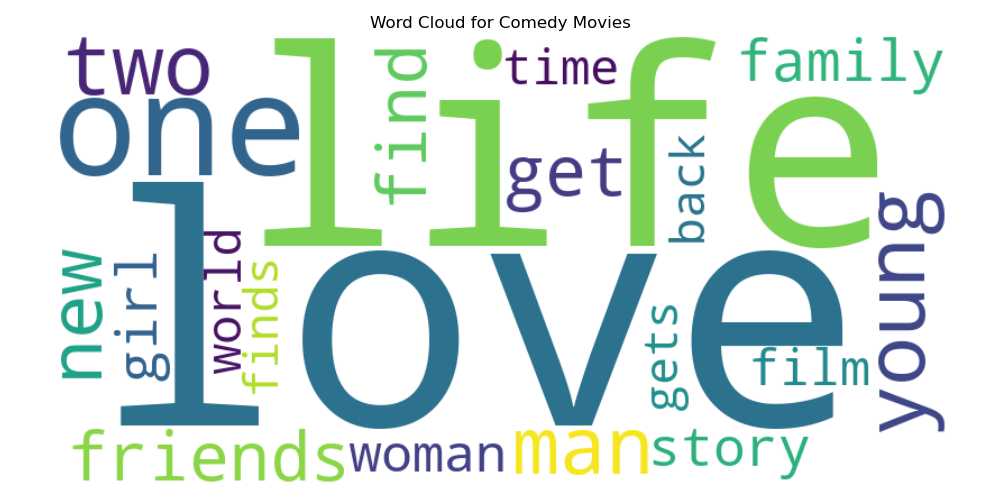 Word Cloud for Comedy Movies
two
life
find
time
family
one
get
back
love
young
new
girl
world
finds
gets
film
friends
woman
man
story